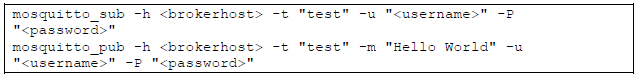 mosquitto_sub -h <brokerhost> -t "test" -u "<username>" -P
"<password>"
mosquitto_pub -h <brokerhost> -t "test" -m "Hello World" -u
"<username>" -P "<password>"